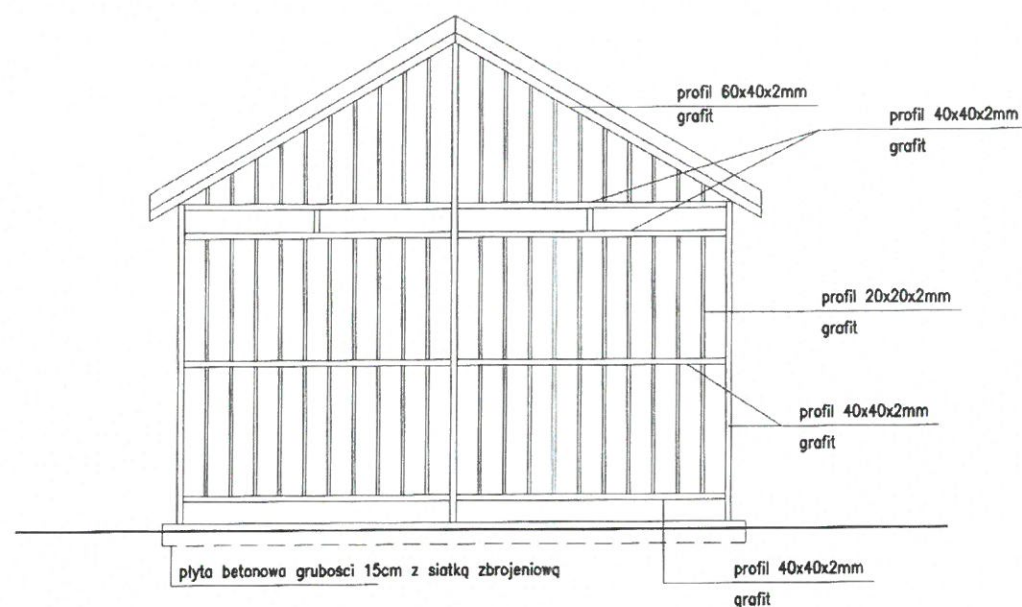 profil 60x40x2mm
grafit
profil 40x40x2mm
grafit
profil 20x20x2mm
grafit
profil 40x40x2mm
grafit
płyta betonowa grubości 15cm z siatką zbrojeniową
profil 40x40x2mm
grafit